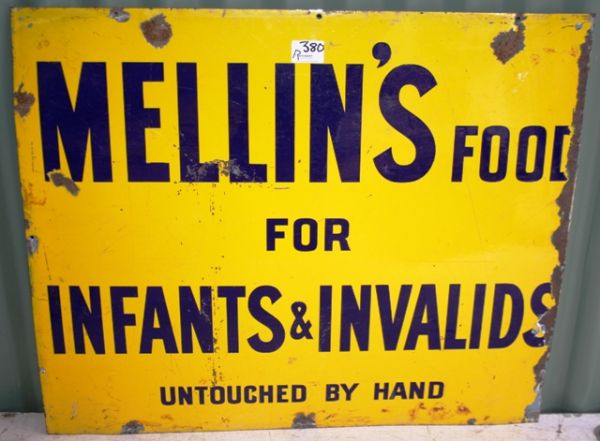 380
MELLIN'S FOOD
FOR
INFANTS & INVALIDS
UNTOUCHED BY HAND